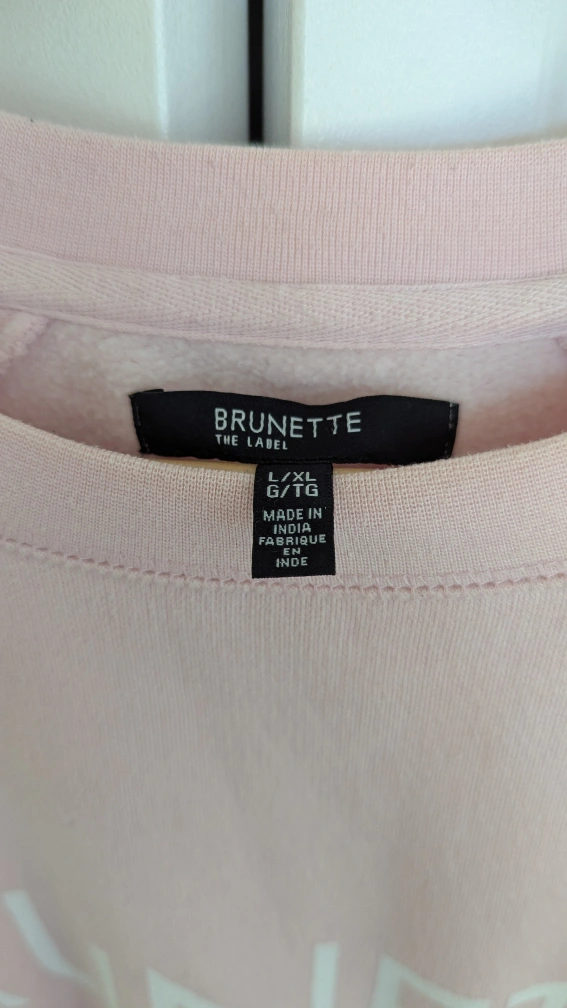 BRUNETTE
THE LABEL
L/XL
G/TG
MADE IN
INDIA
FABRIQUE
EN
INDE